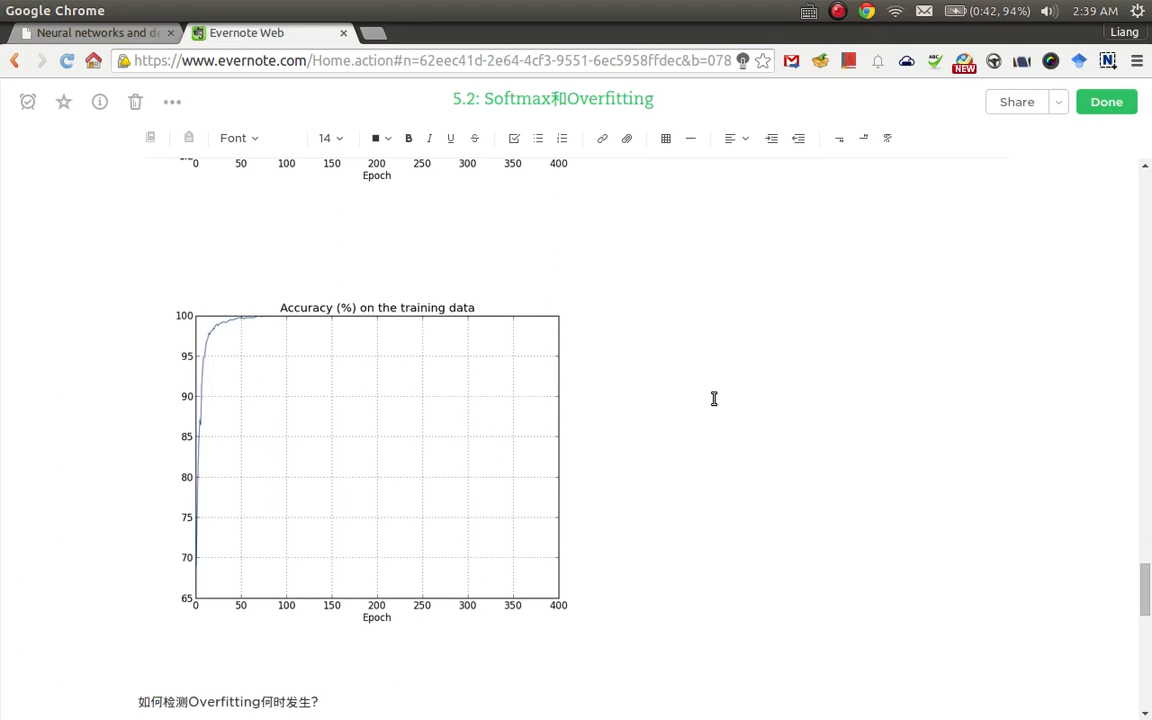 Google Chrome
(0:42, 94%)
2:39 AM
Neural networks and de
Evernote Web
Liang
https://www.evernote.com/Home.action#n=62eec41d-2e64-4cf3-9551-6ec5958ffdec&b=078
NEW
5.2: Softmax和Overfitting
Share
Done
Font
14
B I U
0 50 100 150 200 250 300 350 400
Epoch
Accuracy (%) on the training data
100
95
90
85
80
75
70
65
0 50 100 150 200 250 300 350 400
Epoch
如何检测Overfitting何时发生?